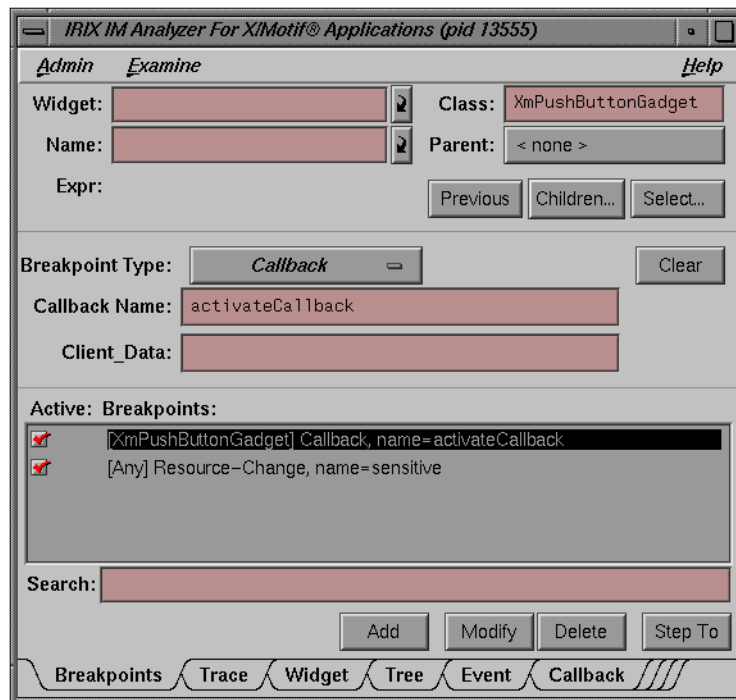 IRIX IM Analyzer For X/Motif® Applications (pid 13555)
Admin Examine Help
Widget: Class: XmPushButtonGadget
Name: Parent: < none >
Expr:
Previous Children... Select...
Breakpoint Type: Callback Clear
Callback Name: activateCallback
Client_Data:
Active: Breakpoints:
[XmPushButtonGadget] Callback, name=activateCallback
[Any] Resource-Change, name=sensitive
Search:
Add Modify Delete Step To
Breakpoints Trace Widget Tree Event Callback